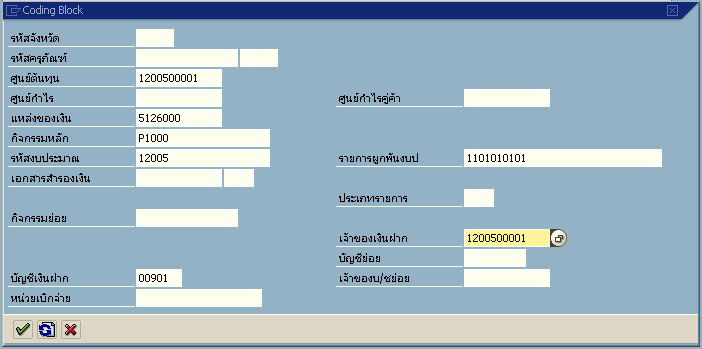 Coding Block
รหัสจังหวัด
รหัสครุภัณฑ์
ศูนย์ต้นทุน 1200500001
ศูนย์กำไร ศูนย์กำไรคู่ค้า
แหล่งของเงิน 5126000
กิจกรรมหลัก P1000
รหัสงบประมาณ 12005 รายการผูกพันงบป 1101010101
เอกสารสำรองเงิน
ประเภทรายการ
กิจกรรมย่อย
เจ้าของเงินฝาก 1200500001
บัญชีย่อย
บัญชีเงินฝาก 00901 เจ้าของบ/ชย่อย
หน่วยเบิกจ่าย